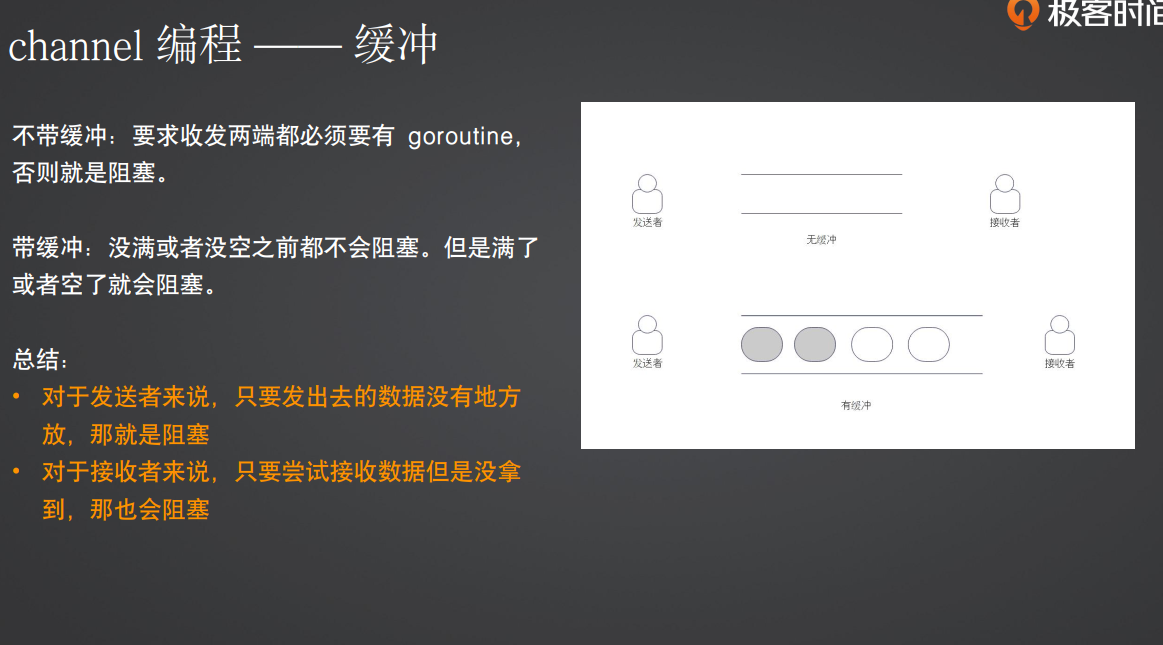 极客时间
channel 编程 —— 缓冲
不带缓冲：要求收发两端都必须要有 goroutine，
否则就是阻塞。
带缓冲：没满或者没空之前都不会阻塞。但是满了
或者空了就会阻塞。
总结：
• 对于发送者来说，只要发出去的数据没有地方
放，那就是阻塞
• 对于接收者来说，只要尝试接收数据但是没拿
到，那也会阻塞
发送者
接收者
无缓冲
发送者
接收者
有缓冲